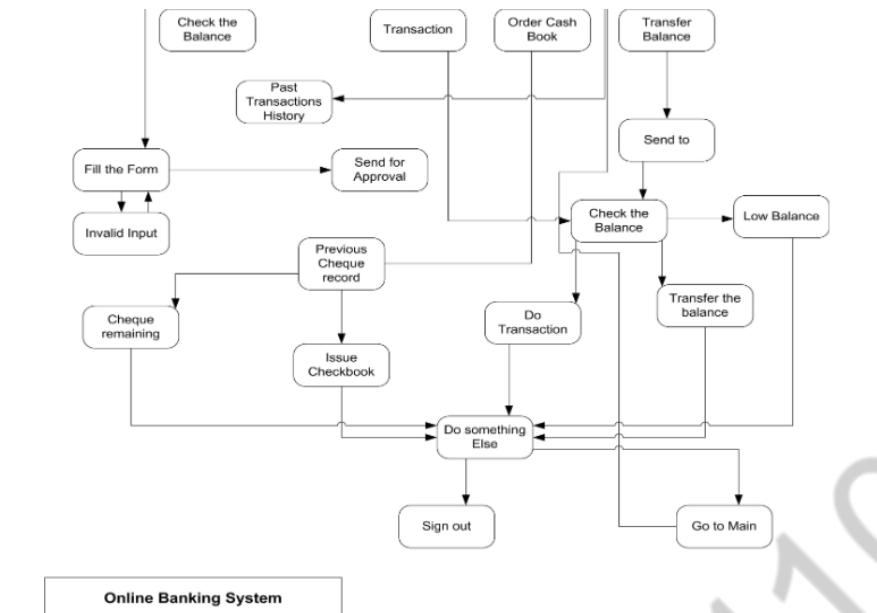 Check the
Balance
Transaction
Order Cash
Book
Transfer
Balance
Past
Transactions
History
Send to
Fill the Form
Send for
Approval
Check the
Balance
Low Balance
Invalid Input
Previous
Cheque
record
Transfer the
balance
Cheque
remaining
Do
Transaction
Issue
Checkbook
Do something
Else
Sign out
Go to Main
Online Banking System